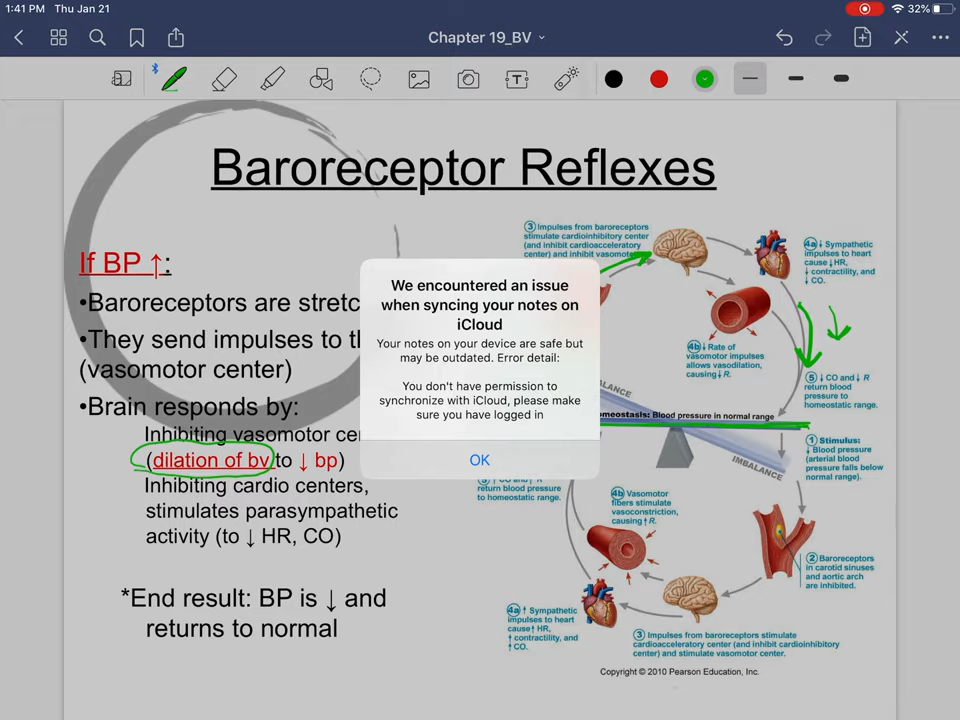 1:41 PM Thu Jan 21
32%
Chapter 19_BV
Baroreceptor Reflexes
If BP ↑:
•Baroreceptors are stretc
•They send impulses to th
(vasomotor center)
•Brain responds by:
Inhibiting vasomotor cen
(dilation of bv to ↓ bp)
Inhibiting cardio centers,
stimulates parasympathetic
activity (to ↓ HR, CO)
*End result: BP is ↓ and
returns to normal
We encountered an issue
when syncing your notes on
iCloud
Your notes on your device are safe but
may be outdated. Error detail:
You don't have permission to
synchronize with iCloud, please make
sure you have logged in
OK
3 Impulses from baroreceptors
stimulate cardioinhibitory center
(and inhibit cardioacceleratory
center) and inhibit vasomot
4a ↓ Sympathetic
impulses to heart
cause ↓ HR,
↓ contractility, and
↓ CO.
4b ↓ Rate of
vasomotor impulses
allows vasodilation,
causing ↓ R.
5 ↓ CO and ↓ R
return blood
pressure to
homeostatic range.
meostasis: Blood pressure in normal range
IMBALANCE
1 Stimulus:
↓ Blood pressure
(arterial blood
pressure falls below
normal range).
return blood pressure
to homeostatic range.
4b Vasomotor
fibers stimulate
vasoconstriction,
causing ↑ R.
2 Baroreceptors
in carotid sinuses
and aortic arch
are inhibited.
4a ↑ Sympathetic
impulses to heart
cause ↑ HR,
↑ contractility, and
↑ CO.
3 Impulses from baroreceptors stimulate
cardioacceleratory center (and inhibit cardioinhibitory
center) and stimulate vasomotor center.
Copyright © 2010 Pearson Education, Inc.